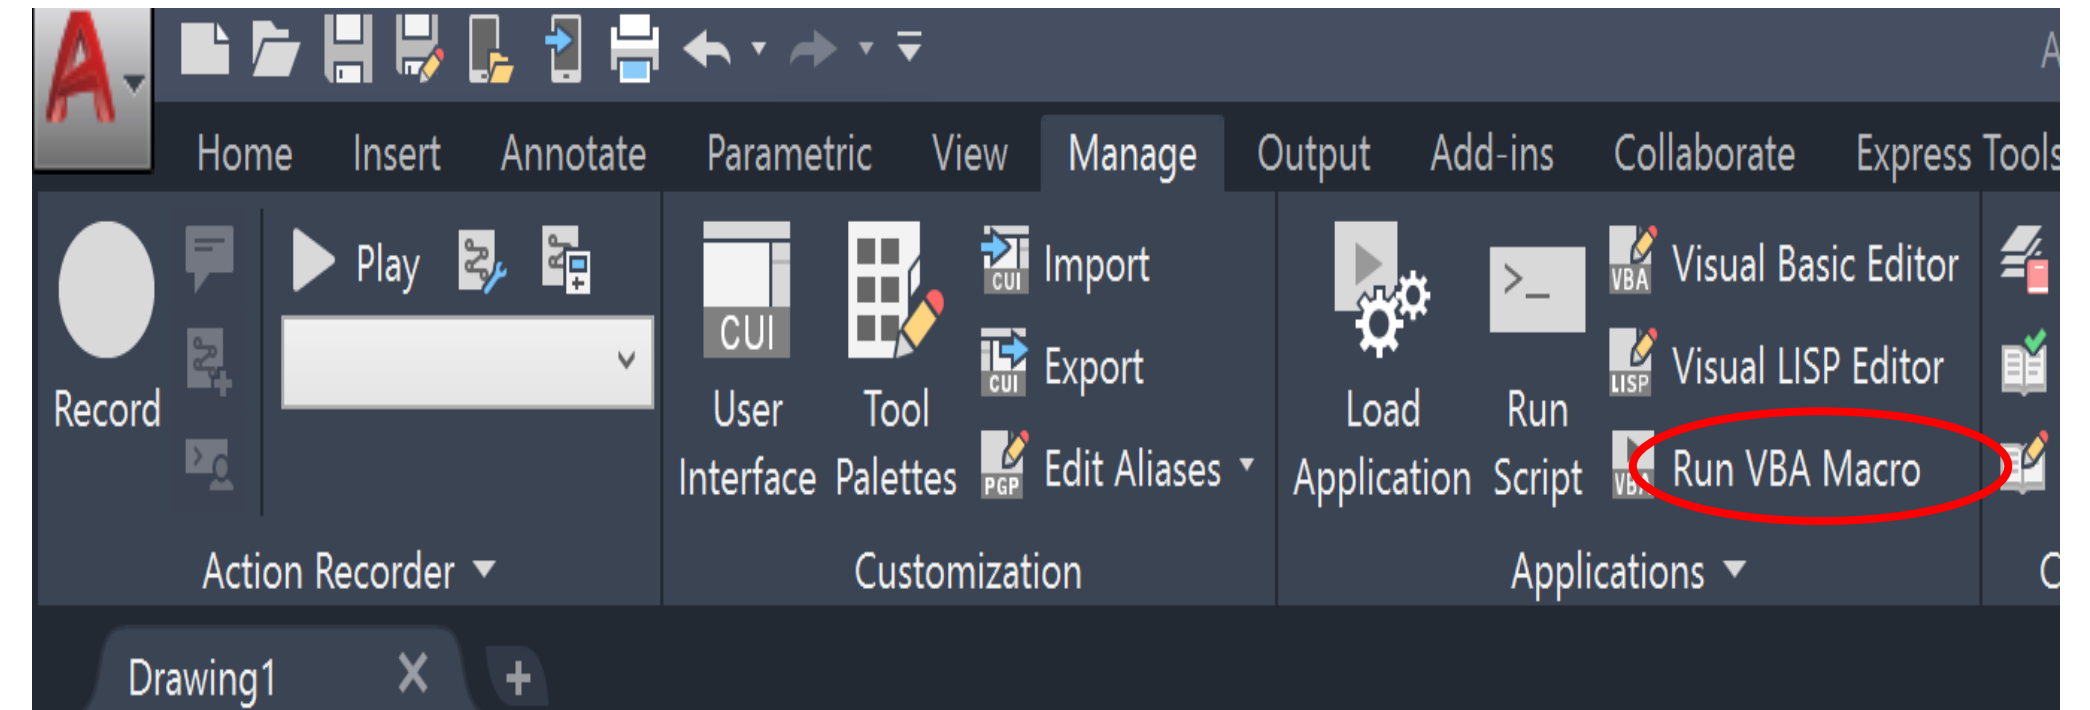 A
Home Insert Annotate Parametric View Manage Output Add-ins Collaborate Express Tools
Record
Play
CUI
User Interface
Tool Palettes
CUI Import
CUI Export
PGP Edit Aliases
Load Application
>_
Run Script
VBA Visual Basic Editor
LISP Visual LISP Editor
VBA Run VBA Macro
Action Recorder
Customization
Applications
C
Drawing1